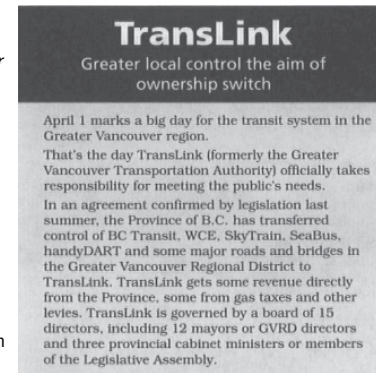 TransLink
Greater local control the aim of
ownership switch
April 1 marks a big day for the transit system in the
Greater Vancouver region.
That's the day TransLink (formerly the Greater
Vancouver Transportation Authority) officially takes
responsibility for meeting the public's needs.
In an agreement confirmed by legislation last
summer, the Province of B.C. has transferred
control of BC Transit, WCE, SkyTrain, SeaBus,
handyDART and some major roads and bridges in
the Greater Vancouver Regional District to
TransLink. TransLink gets some revenue directly
from the Province, some from gas taxes and other
levies. TransLink is governed by a board of 15
directors, including 12 mayors or GVRD directors
and three provincial cabinet ministers or members
of the Legislative Assembly.